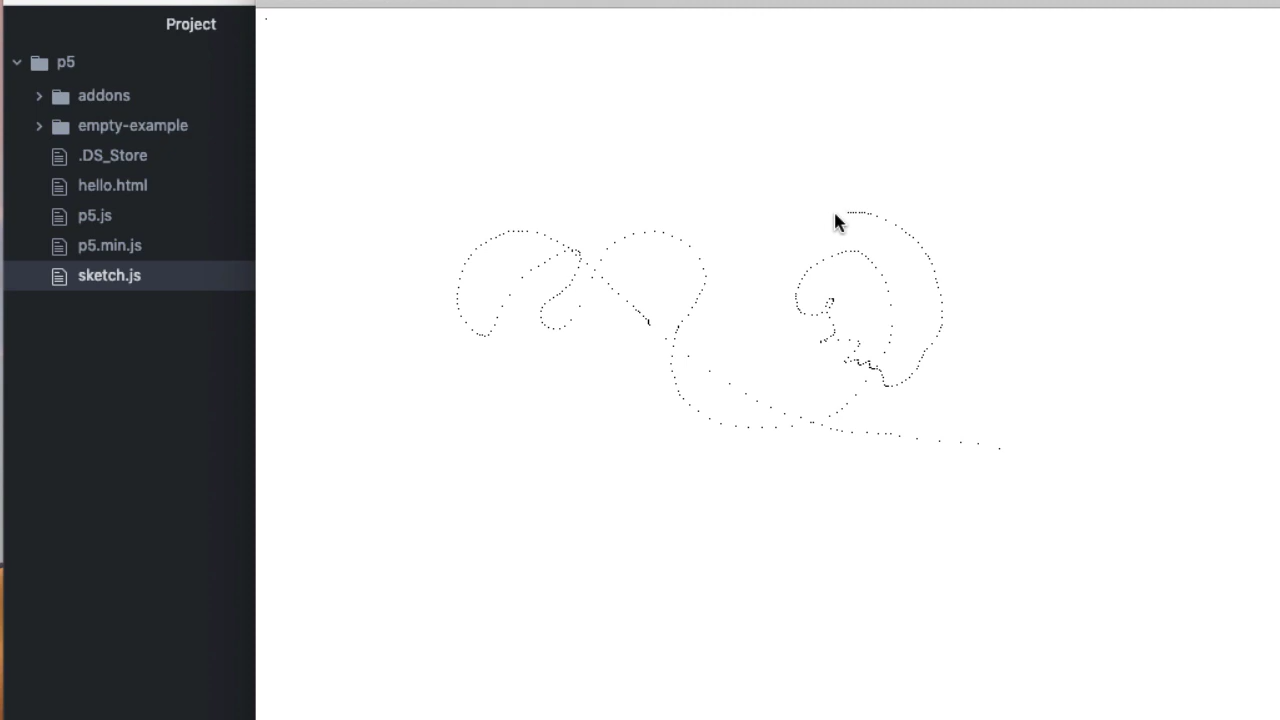 Project
p5
addons
empty-example
.DS_Store
hello.html
p5.js
p5.min.js
sketch.js